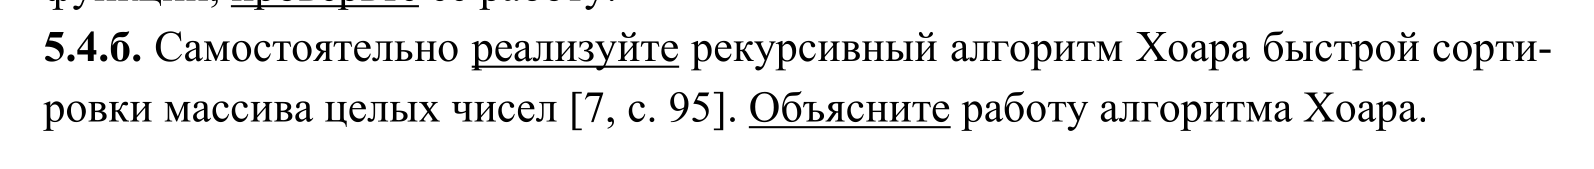 5.4.б. Самостоятельно реализуйте рекурсивный алгоритм Хоара быстрой сорти-
ровки массива целых чисел [7, с. 95]. Объясните работу алгоритма Хоара.